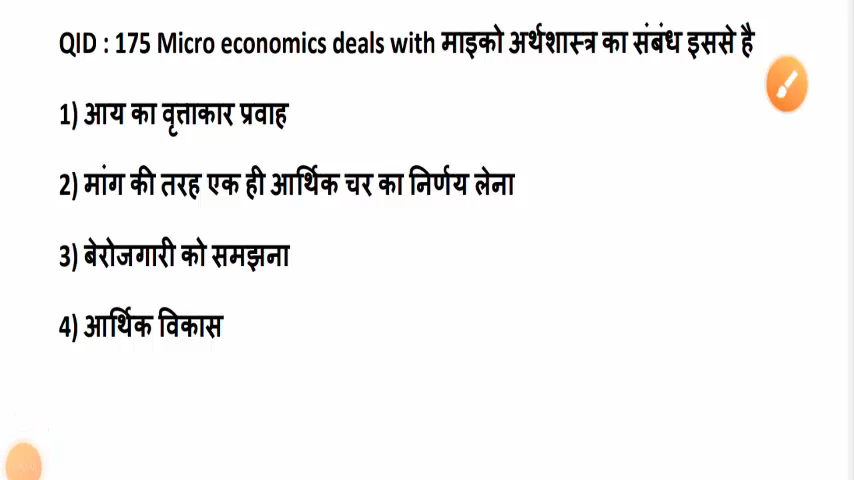 QID : 175 Micro economics deals with माइको अर्थशास्त्र का संबंध इससे है
1) आय का वृत्ताकार प्रवाह
2) मांग की तरह एक ही आर्थिक चर का निर्णय लेना
3) बेरोजगारी को समझना
4) आर्थिक विकास